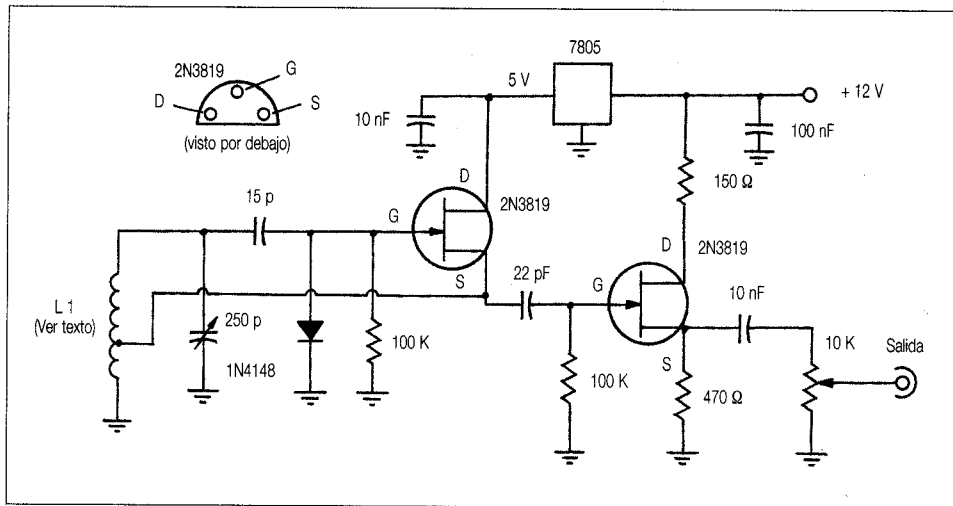 7805
2N3819
G
D
S
(visto por debajo)
5 V
+ 12 V
10 nF
100 nF
150 Ω
D
2N3819
15 p
G
S
D
2N3819
22 pF
G
10 nF
L 1
(Ver texto)
250 p
1N4148
100 K
100 K
S
470 Ω
10 K
Salida